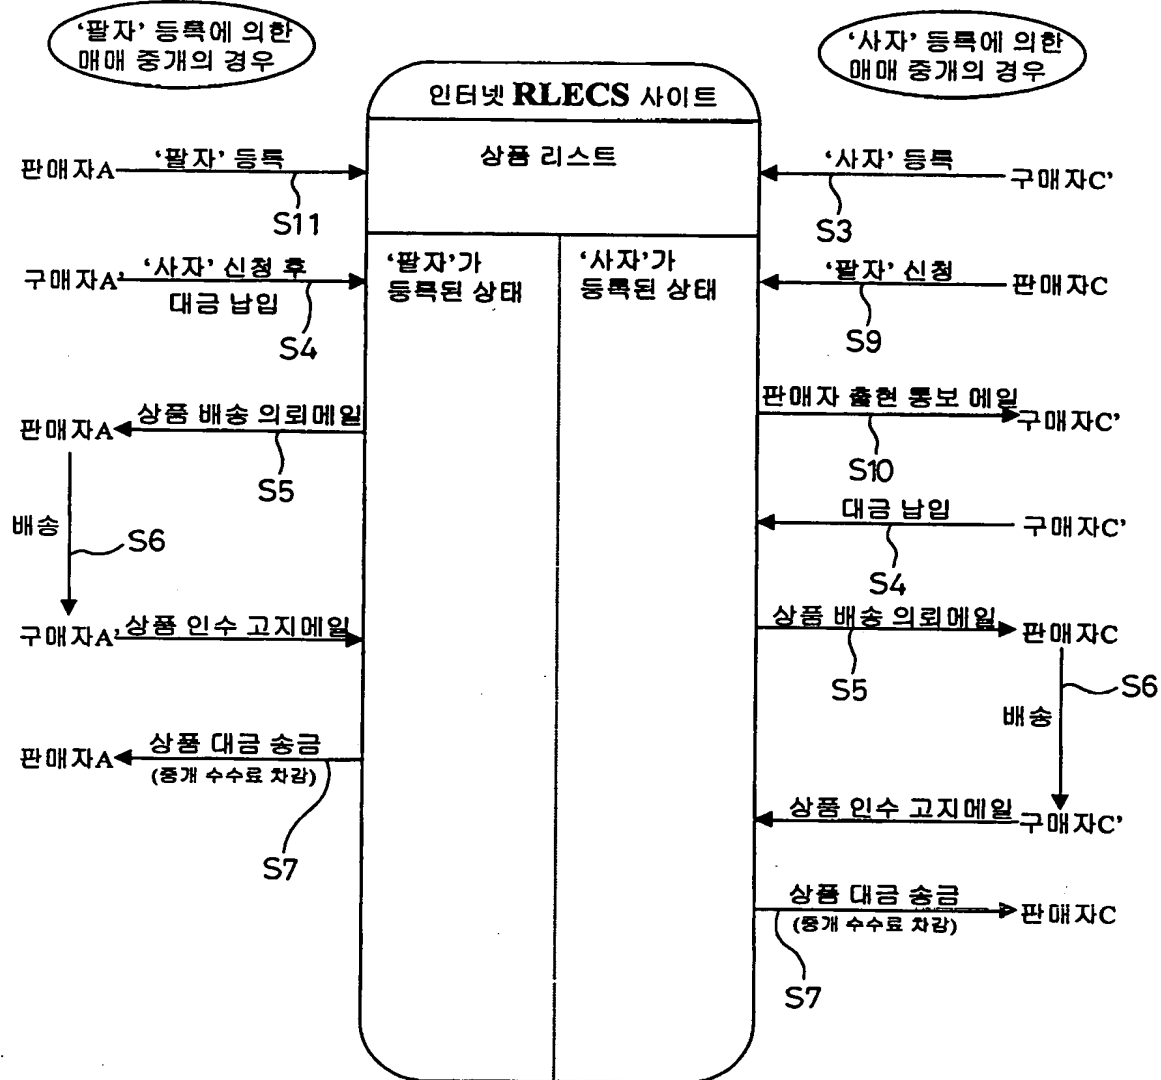 ‘팔자’ 등록에 의한
매매 중개의 경우
‘사자’ 등록에 의한
매매 중개의 경우
인터넷 RLECS 사이트
상품 리스트
‘팔자’가
등록된 상태
‘사자’가
등록된 상태
판매자A
‘팔자’ 등록
S11
구매자A'
‘사자’ 신청 후
대금 납입
S4
상품 배송 의뢰메일
판매자A
S5
배송
S6
구매자A'
상품 인수 고지메일
판매자A
상품 대금 송금
(중개 수수료 차감)
S7
‘사자’ 등록
구매자C'
S3
‘팔자’ 신청
판매자C
S9
판매자 출현 통보 메일
구매자C'
S10
대금 납입
구매자C'
S4
상품 배송 의뢰메일
판매자C
S5
S6
배송
상품 인수 고지메일
구매자C'
상품 대금 송금
(중개 수수료 차감)
판매자C
S7